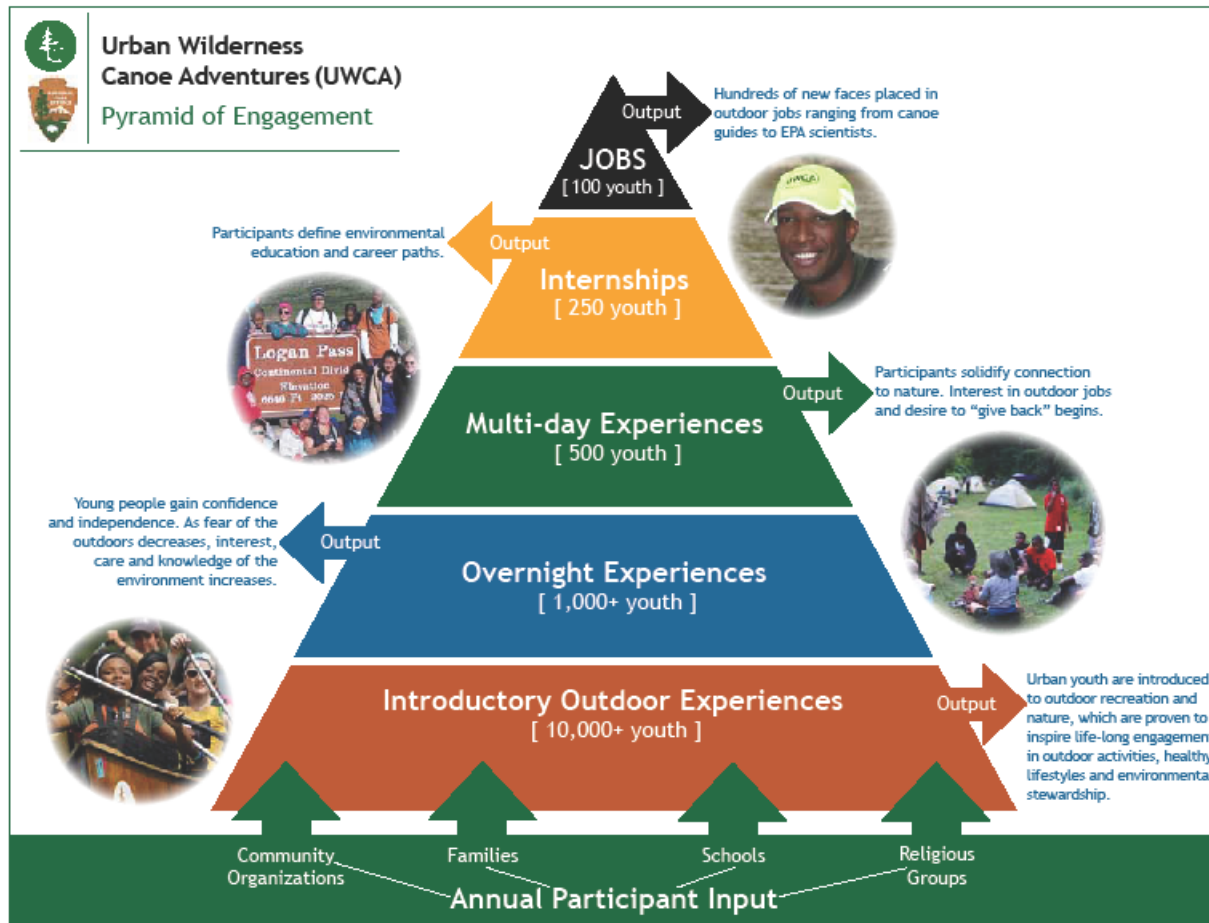 Urban Wilderness
Canoe Adventures (UWCA)
Pyramid of Engagement
Output
Hundreds of new faces placed in
outdoor jobs ranging from canoe
guides to EPA scientists.
JOBS
[ 100 youth ]
UWCA
Participants define environmental
education and career paths.
Output
Internships
[ 250 youth ]
Logan Pass
Continental Divid
Elevation
Output
Participants solidify connection
to nature. Interest in outdoor jobs
and desire to “give back” begins.
Multi-day Experiences
[ 500 youth ]
Young people gain confidence
and independence. As fear of the
outdoors decreases, interest,
care and knowledge of the
environment increases.
Output
Overnight Experiences
[ 1,000+ youth ]
Introductory Outdoor Experiences
[ 10,000+ youth ]
Output
Urban youth are introduced
to outdoor recreation and
nature, which are proven to
inspire life-long engagement
in outdoor activities, healthy
lifestyles and environmenta
stewardship.
Community
Organizations
Families
Schools
Religious
Groups
Annual Participant Input